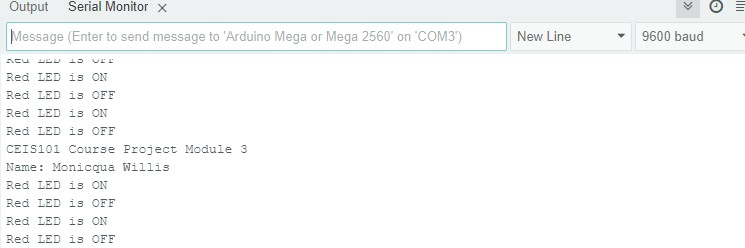 Output Serial Monitor
Message (Enter to send message to 'Arduino Mega or Mega 2560' on 'COM3') New Line 9600 baud
Red LED is OFF
Red LED is ON
Red LED is OFF
Red LED is ON
Red LED is OFF
CEIS101 Course Project Module 3
Name: Monicqua Willis
Red LED is ON
Red LED is OFF
Red LED is ON
Red LED is OFF